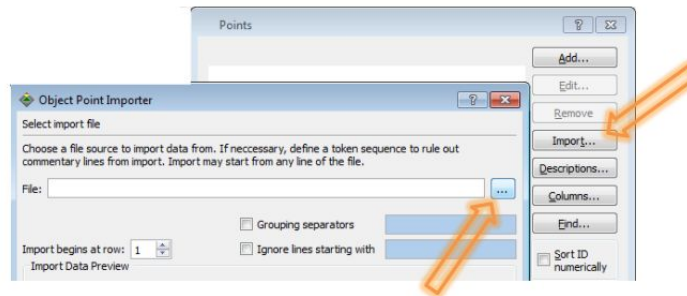 Points
Add...
Edit...
Remove
Import...
Descriptions...
Columns...
Find...
Sort ID
numerically
Object Point Importer
Select import file
Choose a file source to import data from. If neccessary, define a token sequence to rule out
commentary lines from import. Import may start from any line of the file.
File:
...
Grouping separators
Import begins at row: 1
Ignore lines starting with
Import Data Preview